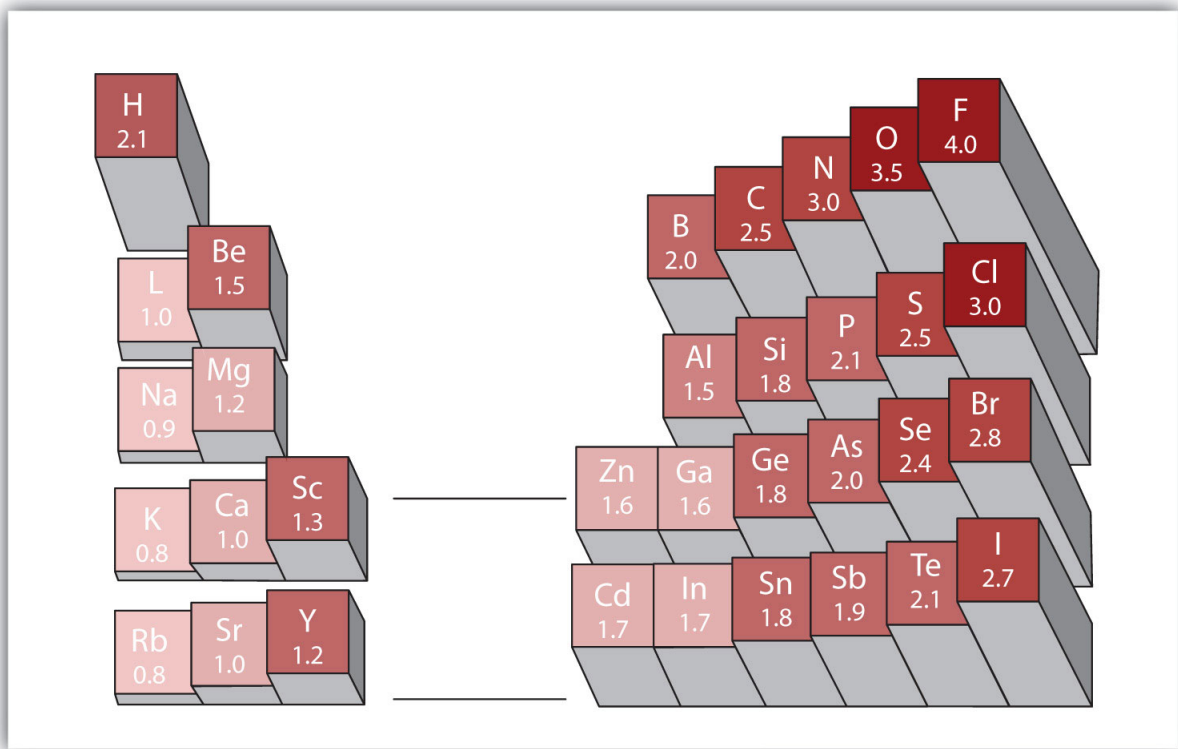 H
2.1
L
1.0
Be
1.5
Na
0.9
Mg
1.2
K
0.8
Ca
1.0
Sc
1.3
Rb
0.8
Sr
1.0
Y
1.2
B
2.0
C
2.5
N
3.0
O
3.5
F
4.0
Al
1.5
Si
1.8
P
2.1
S
2.5
Cl
3.0
Zn
1.6
Ga
1.6
Ge
1.8
As
2.0
Se
2.4
Br
2.8
Cd
1.7
In
1.7
Sn
1.8
Sb
1.9
Te
2.1
I
2.7